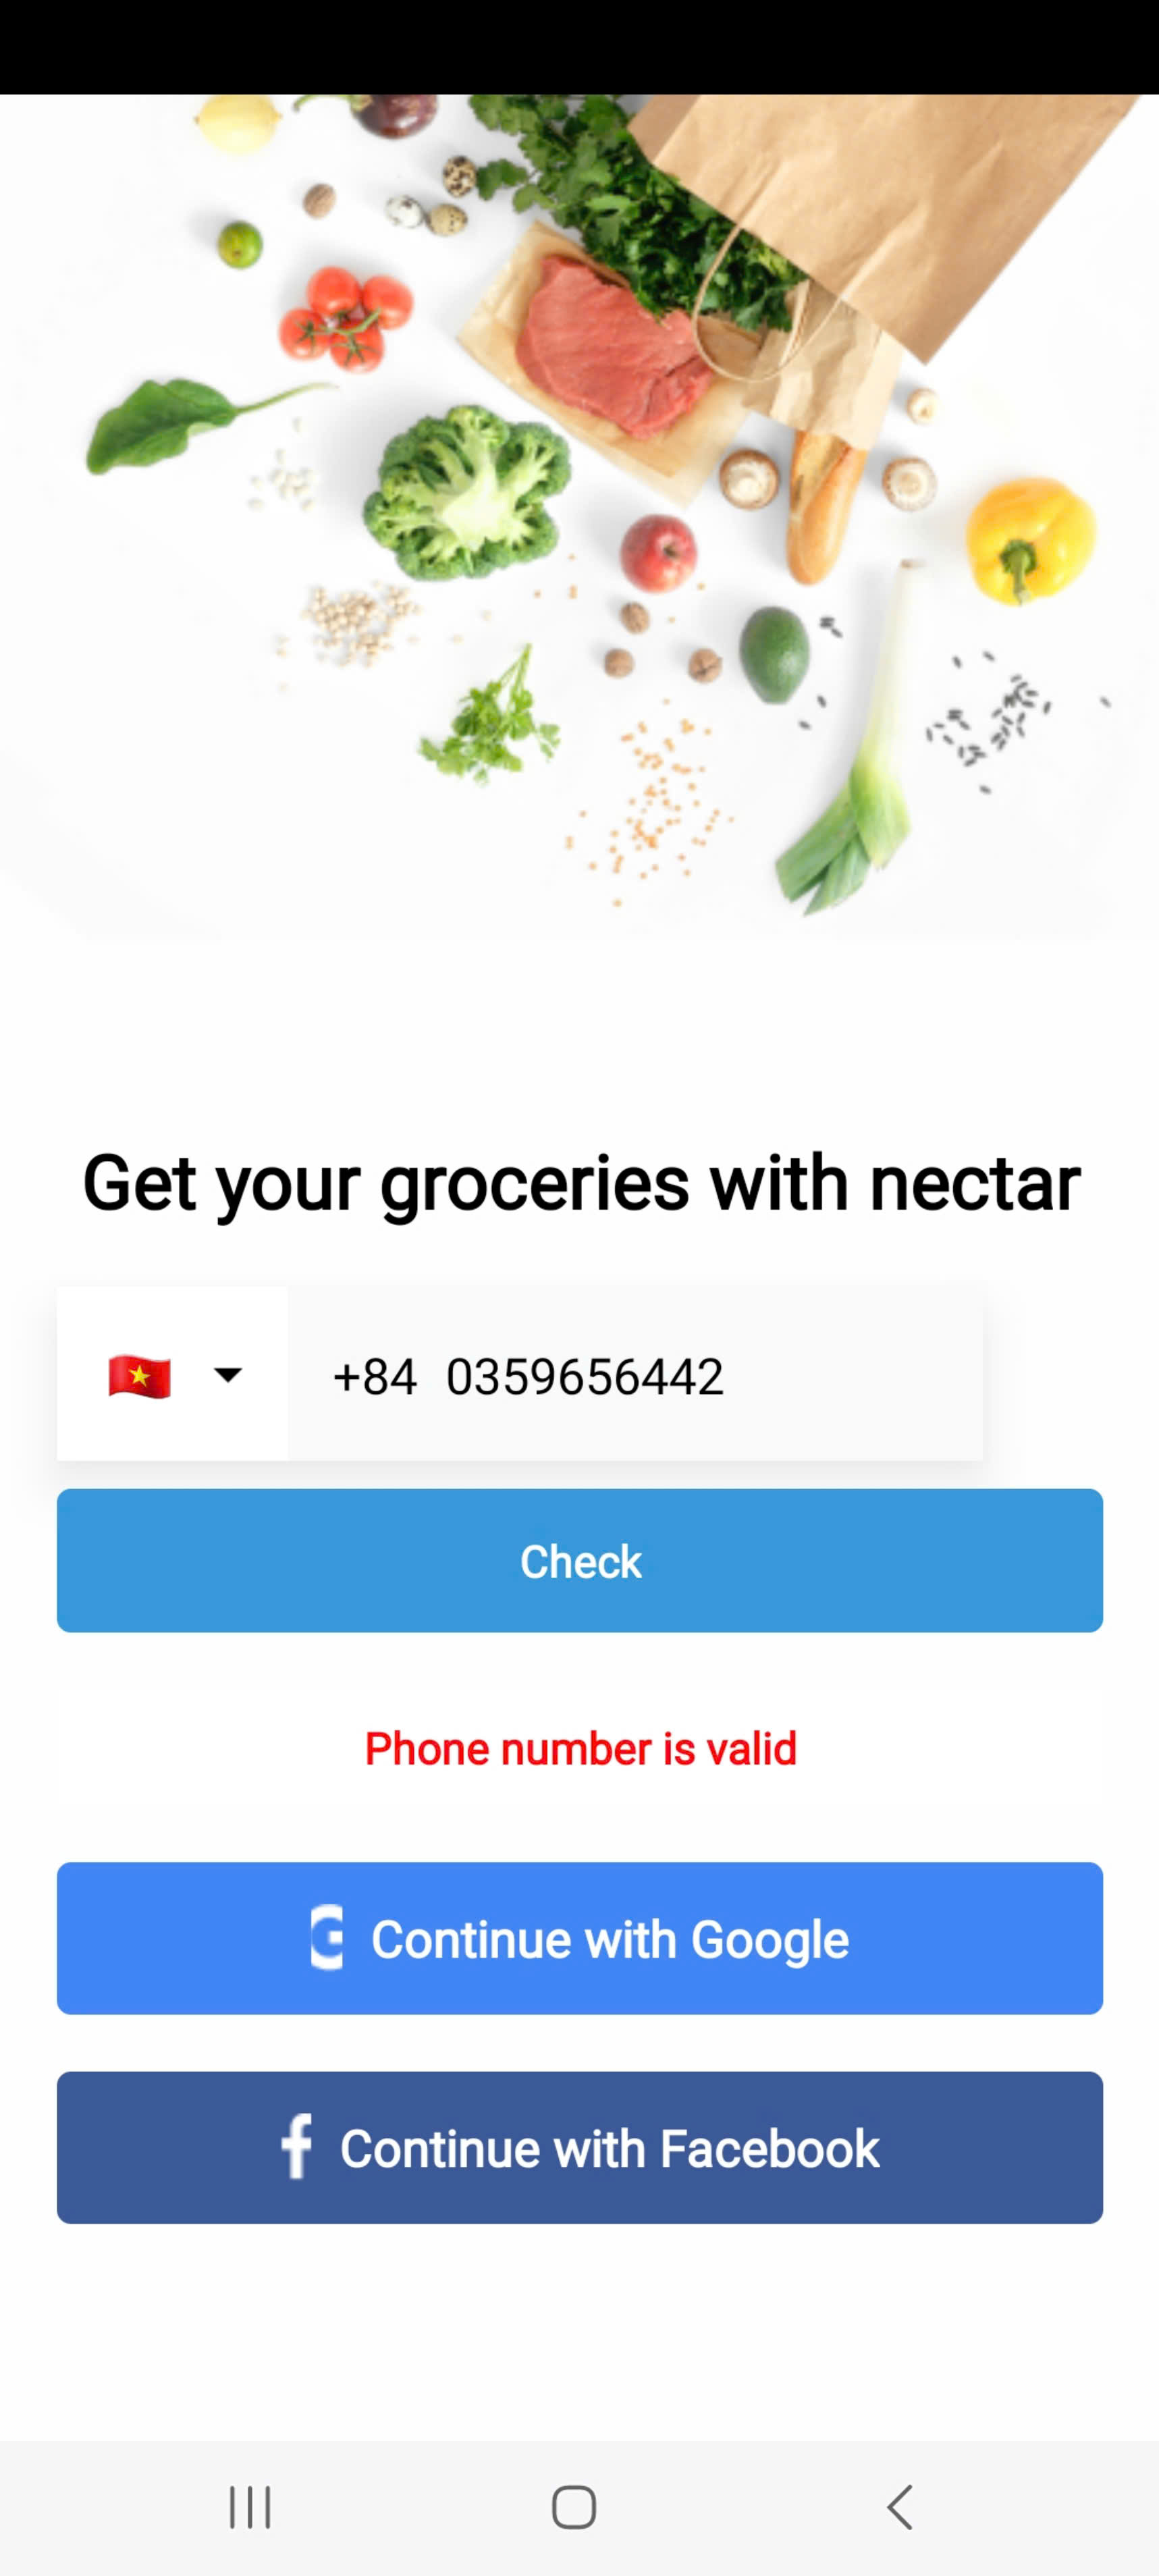 Get your groceries with nectar
+84 0359656442
Check
Phone number is valid
G Continue with Google
f Continue with Facebook